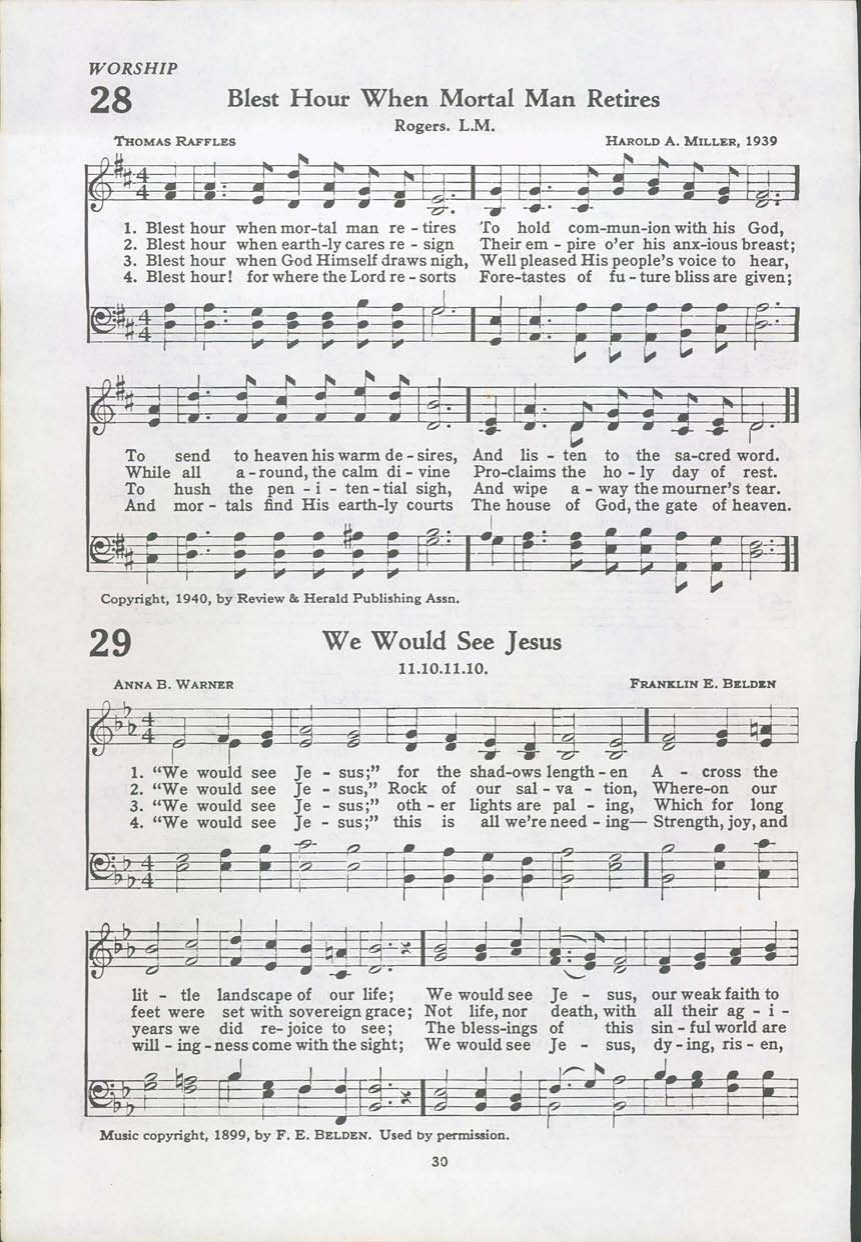 WORSHIP
28 Blest Hour When Mortal Man Retires
Rogers. L.M.
THOMAS RAFFLES HAROLD A. MILLER, 1939
1. Blest hour when mor-tal man re - tires To hold com-mun-ion with his God,
2. Blest hour when earth-ly cares re - sign Their em - pire o'er his anx-ious breast;
3. Blest hour when God Himself draws nigh, Well pleased His people's voice to hear,
4. Blest hour! for where the Lord re - sorts Fore-tastes of fu - ture bliss are given;
To send to heaven his warm de - sires, And lis - ten to the sa-cred word.
While all a - round, the calm di - vine Pro-claims the ho - ly day of rest.
To hush the pen - i - ten - tial sigh, And wipe a - way the mourner's tear.
And mor - tals find His earth-ly courts The house of God, the gate of heaven.
Copyright, 1940, by Review & Herald Publishing Assn.
29 We Would See Jesus
11.10.11.10.
ANNA B. WARNER FRANKLIN E. BELDEN
1. "We would see Je - sus;" for the shad-ows length - en A - cross the
2. "We would see Je - sus," Rock of our sal - va - tion, Where-on our
3. "We would see Je - sus;" oth - er lights are pal - ing, Which for long
4. "We would see Je - sus;" this is all we're need - ing— Strength, joy, and
lit - tle landscape of our life; We would see Je - sus, our weak faith to
feet were set with sovereign grace; Not life, nor death, with all their ag - i -
years we did re- joice to see; The bless-ings of this sin - ful world are
will - ing - ness come with the sight; We would see Je - sus, dy - ing, ris - en,
Music copyright, 1899, by F. E. BELDEN. Used by permission.
30